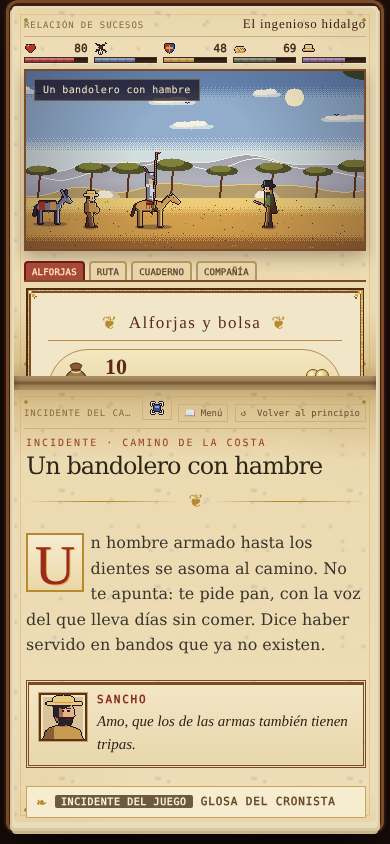 RELACIÓN DE SUCESOS
El ingenioso hidalgo
80
48
69
Un bandolero con hambre
ALFORJAS
RUTA
CUADERNO
COMPAÑÍA
Alforjas y bolsa
10
INCIDENTE DEL CA…
Menú
Volver al principio
INCIDENTE · CAMINO DE LA COSTA
Un bandolero con hambre
Un hombre armado hasta los
dientes se asoma al camino. No
te apunta: te pide pan, con la voz
del que lleva días sin comer. Dice haber
servido en bandos que ya no existen.
SANCHO
Amo, que los de las armas también tienen
tripas.
INCIDENTE DEL JUEGO GLOSA DEL CRONISTA